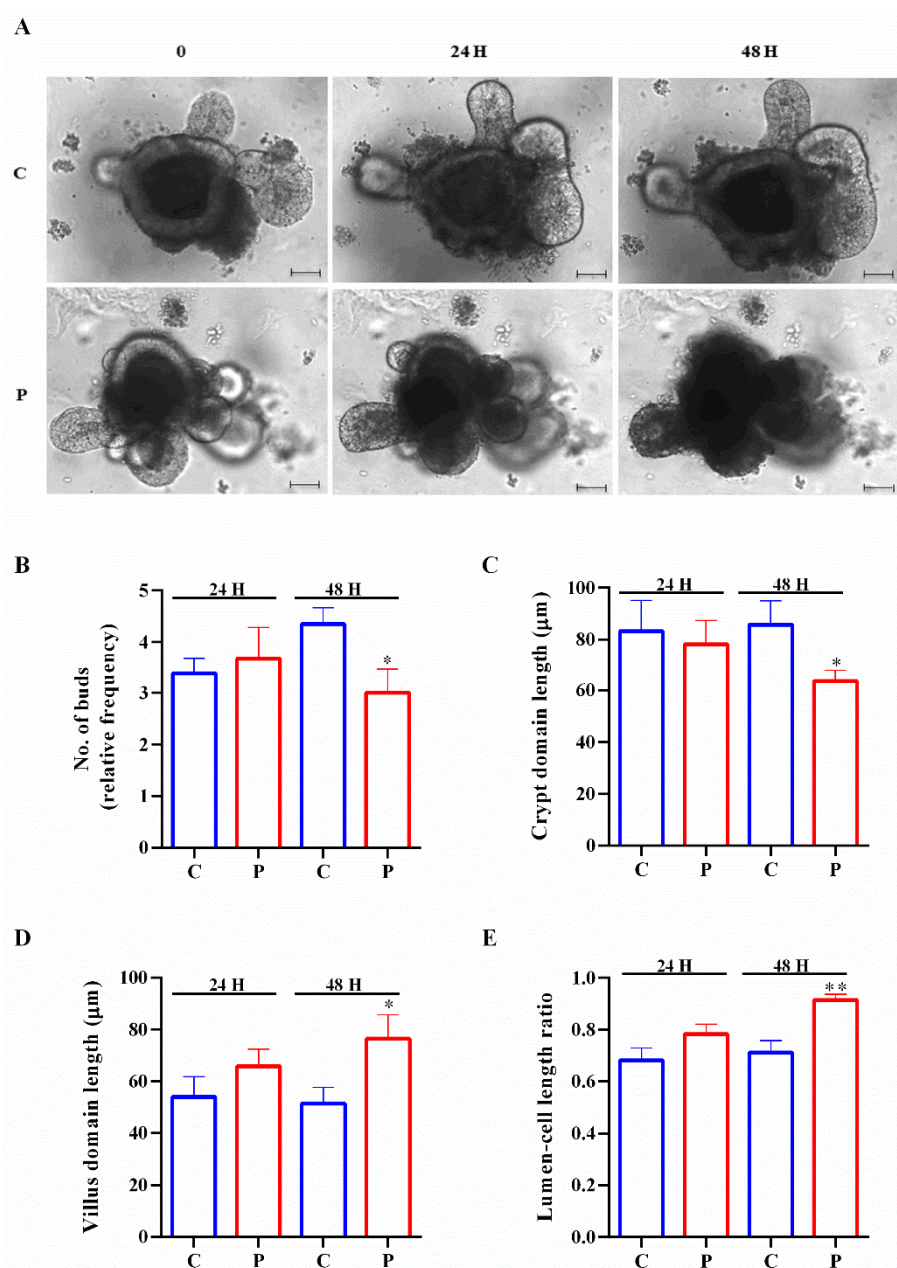 A
0 24 H 48 H
C
P
B
24 H 48 H
No. of buds
(relative frequency)
5
4
3
2
1
0
C P C P
*
C
24 H 48 H
Crypt domain length (µm)
100
80
60
40
20
0
C P C P
*
D
24 H 48 H
Villus domain length (µm)
100
80
60
40
20
0
C P C P
*
E
24 H 48 H
Lumen-cell length ratio
1.0
0.8
0.6
0.4
0.2
0.0
C P C P
**